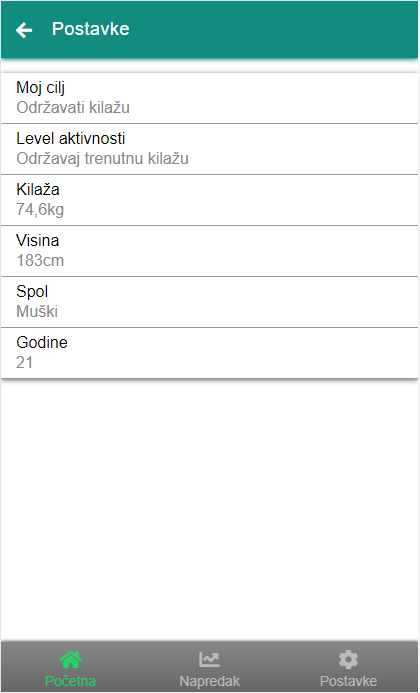 Postavke
Moj cilj
Održavati kilažu
Level aktivnosti
Održavaj trenutnu kilažu
Kilaža
74,6kg
Visina
183cm
Spol
Muški
Godine
21
Početna Napredak Postavke